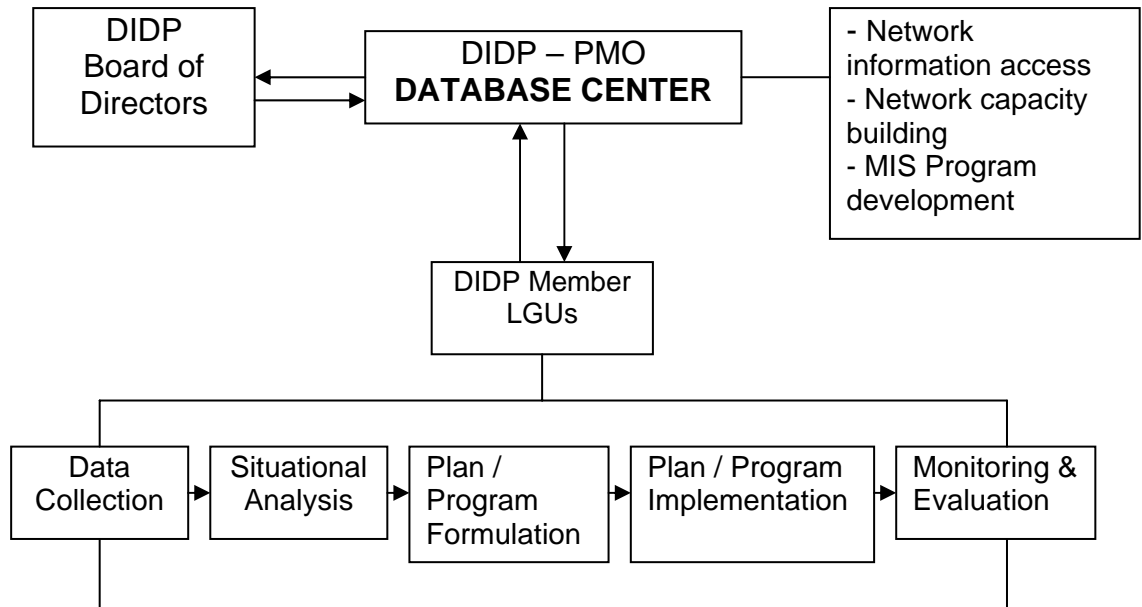 DIDP
Board of
Directors
DIDP – PMO
DATABASE CENTER
- Network
information access
- Network capacity
building
- MIS Program
development
DIDP Member
LGUs
Data
Collection
Situational
Analysis
Plan /
Program
Formulation
Plan / Program
Implementation
Monitoring &
Evaluation